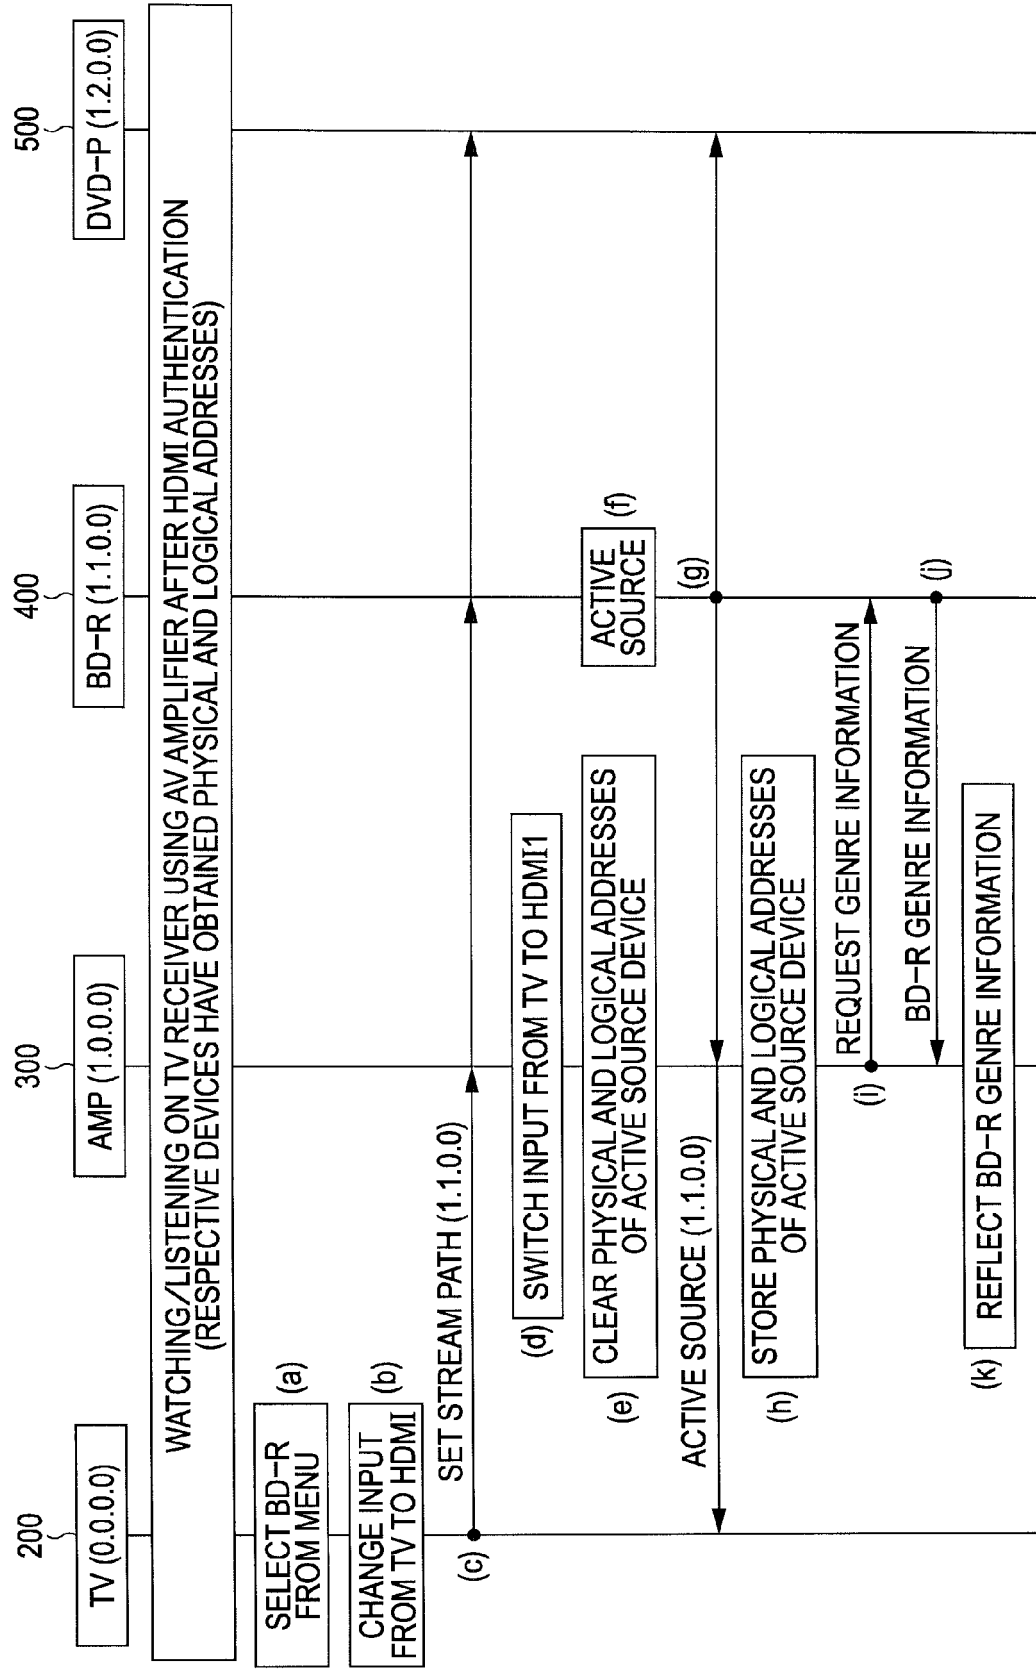 200
TV (0.0.0.0)
300
AMP (1.0.0.0)
400
BD-R (1.1.0.0)
500
DVD-P (1.2.0.0)
WATCHING/LISTENING ON TV RECEIVER USING AV AMPLIFIER AFTER HDMI AUTHENTICATION
(RESPECTIVE DEVICES HAVE OBTAINED PHYSICAL AND LOGICAL ADDRESSES)
SELECT BD-R
FROM MENU
(a)
CHANGE INPUT
FROM TV TO HDMI
(b)
(c)
SET STREAM PATH (1.1.0.0)
(d)
SWITCH INPUT FROM TV TO HDMI1
(e)
CLEAR PHYSICAL AND LOGICAL ADDRESSES
OF ACTIVE SOURCE DEVICE
ACTIVE
SOURCE
(f)
ACTIVE SOURCE (1.1.0.0)
(g)
(h)
STORE PHYSICAL AND LOGICAL ADDRESSES
OF ACTIVE SOURCE DEVICE
(i)
REQUEST GENRE INFORMATION
BD-R GENRE INFORMATION
(j)
(k)
REFLECT BD-R GENRE INFORMATION